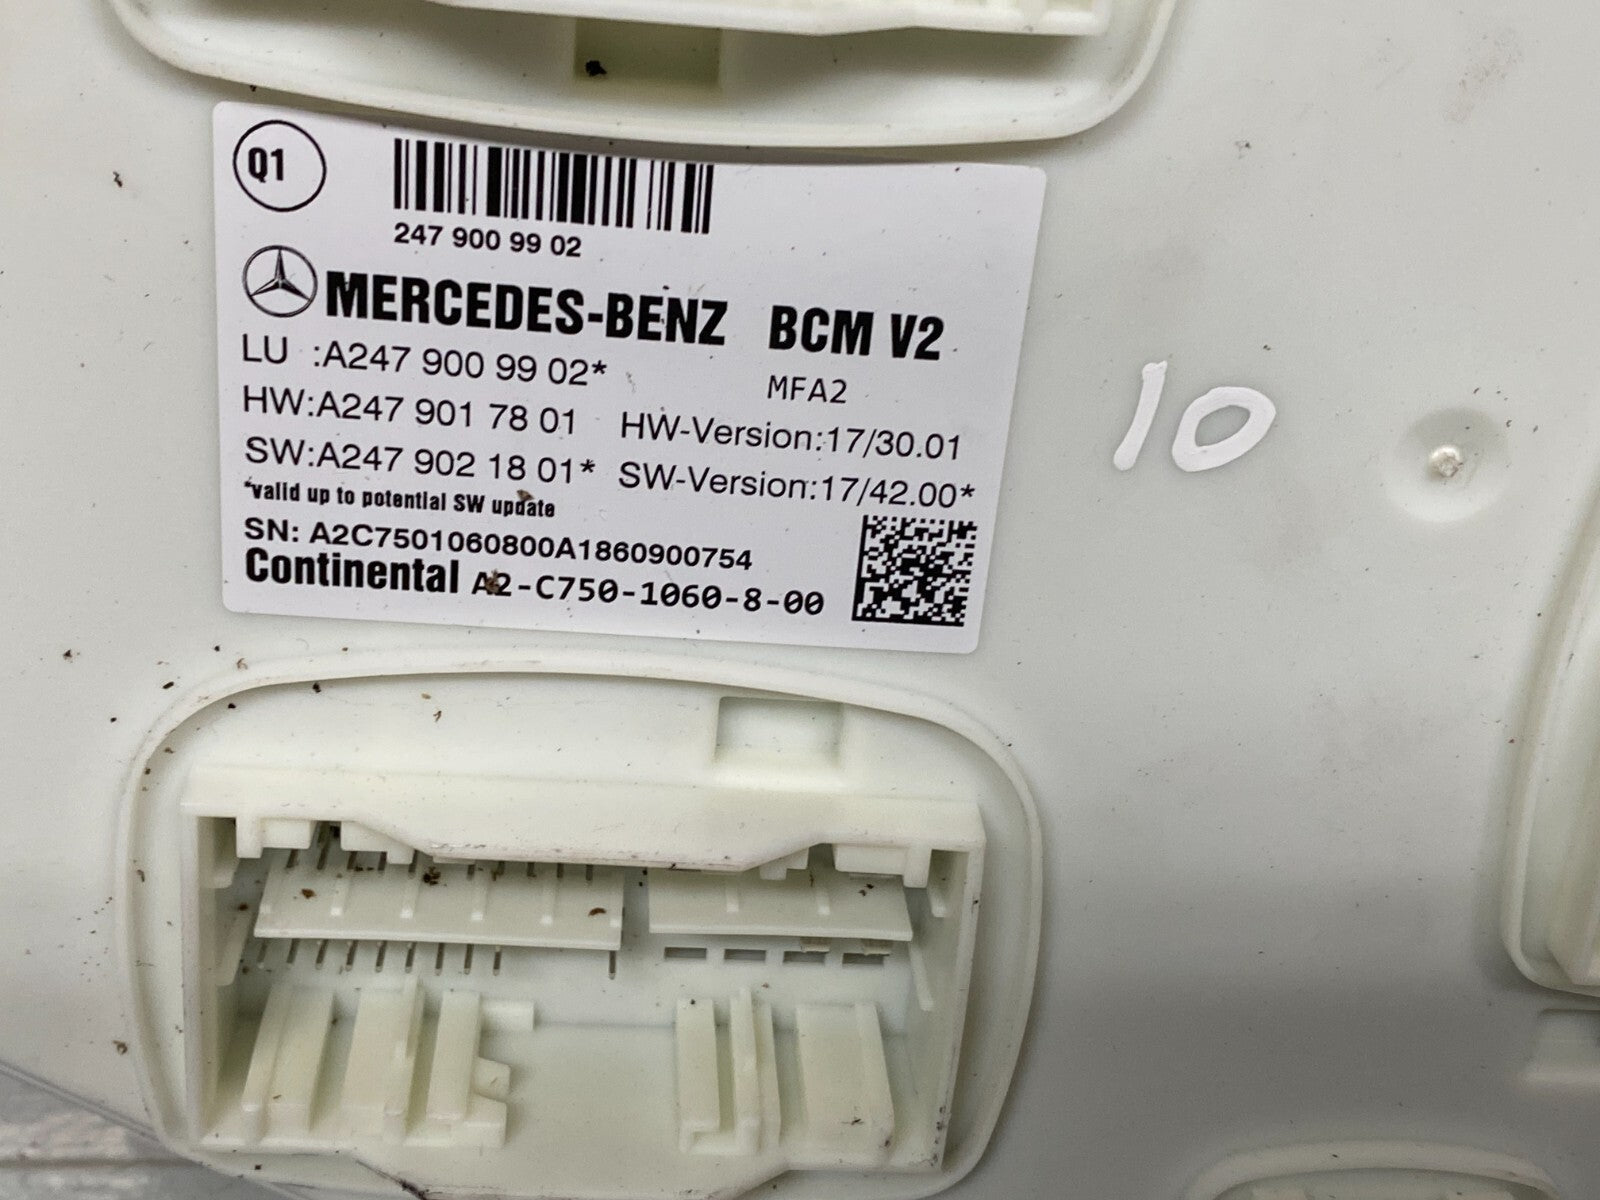 Q1
247 900 99 02
MERCEDES-BENZ BCM V2
LU :A247 900 99 02*
MFA2
HW:A247 901 78 01 HW-Version:17/30.01
SW:A247 902 18 01* SW-Version:17/42.00*
*valid up to potential SW update
SN: A2C7501060800A1860900754
Continental A2-C750-1060-8-00
10